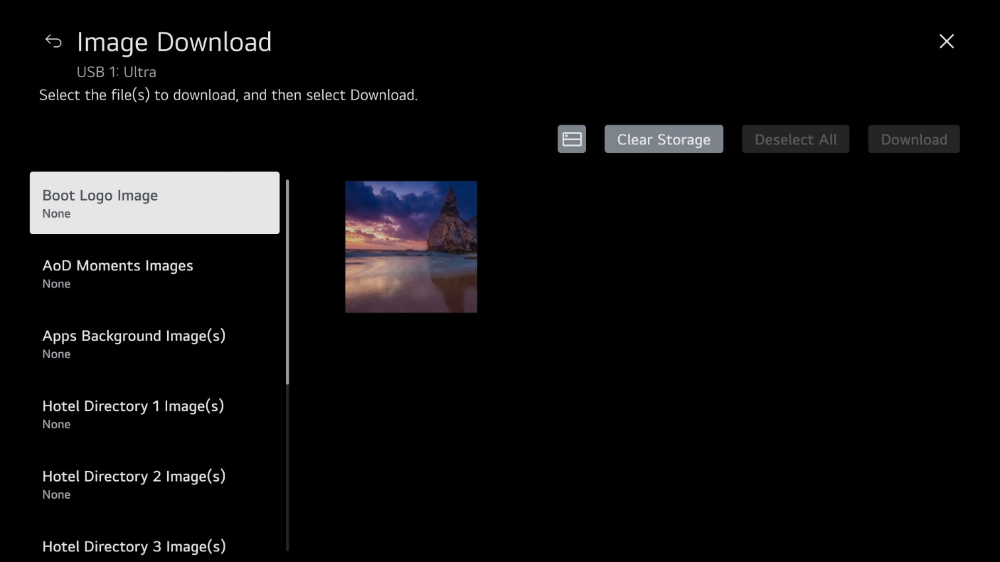 Image Download
USB 1: Ultra
Select the file(s) to download, and then select Download.
Clear Storage
Deselect All
Download
Boot Logo Image
None
AoD Moments Images
None
Apps Background Image(s)
None
Hotel Directory 1 Image(s)
None
Hotel Directory 2 Image(s)
None
Hotel Directory 3 Image(s)